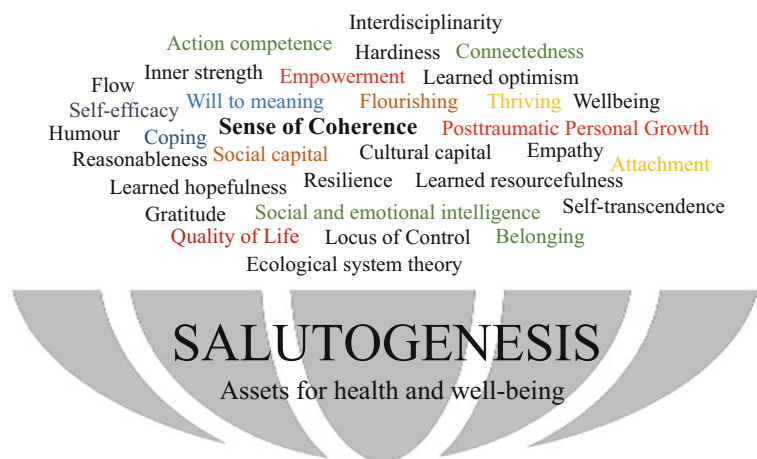 Interdisciplinarity
Action competence Hardiness Connectedness
Flow Inner strength Empowerment Learned optimism
Self-efficacy Will to meaning Flourishing Thriving Wellbeing
Humour Coping Sense of Coherence Posttraumatic Personal Growth
Reasonableness Social capital Cultural capital Empathy Attachment
Learned hopefulness Resilience Learned resourcefulness
Gratitude Social and emotional intelligence Self-transcendence
Quality of Life Locus of Control Belonging
Ecological system theory
SALUTOGENESIS
Assets for health and well-being